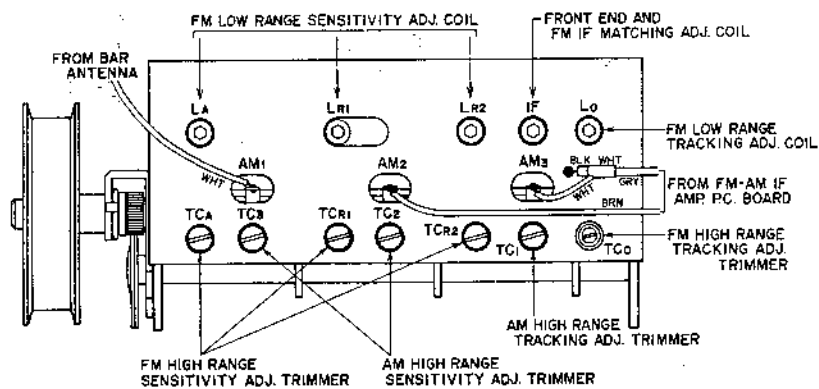 FM LOW RANGE SENSITIVITY ADJ. COIL
FRONT END AND
FM IF MATCHING ADJ. COIL
FROM BAR
ANTENNA
LA
LR1
LR2
IF
LO
FM LOW RANGE
TRACKING ADJ. COIL
AM1
AM2
AM3
BLK
WHT
WHT
WHT
GRY
BRN
FROM FM-AM IF
AMP. P.C. BOARD
TCA
TC3
TCR1
TC2
TCR2
TC1
TCO
FM HIGH RANGE
TRACKING ADJ.
TRIMMER
AM HIGH RANGE
TRACKING ADJ. TRIMMER
FM HIGH RANGE
SENSITIVITY ADJ. TRIMMER
AM HIGH RANGE
SENSITIVITY ADJ. TRIMMER